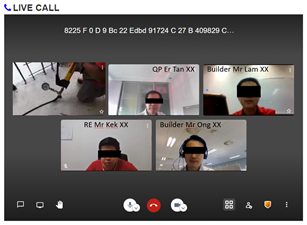 LIVE CALL
8225 F 0 D 9 Bc 22 Edbd 91724 C 27 B 409829 C...
QP Er Tan XX
Builder Mr Lam XX
RE Mr Kek XX
Builder Mr Ong XX